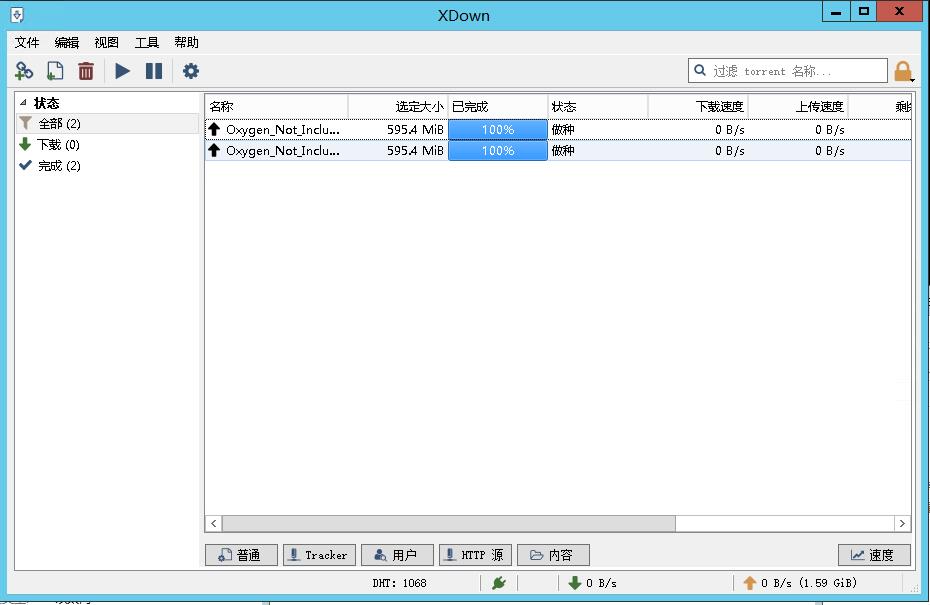 XDown
文件 编辑 视图 工具 帮助
过滤 torrent 名称...
状态
全部 (2)
下载 (0)
完成 (2)
名称 选定大小 已完成 状态 下载速度 上传速度
Oxygen_Not_Inclu... 595.4 MiB 100% 做种 0 B/s 0 B/s
Oxygen_Not_Inclu... 595.4 MiB 100% 做种 0 B/s 0 B/s
普通 Tracker 用户 HTTP 源 内容 速度
DHT: 1068 0 B/s 0 B/s (1.59 GiB)